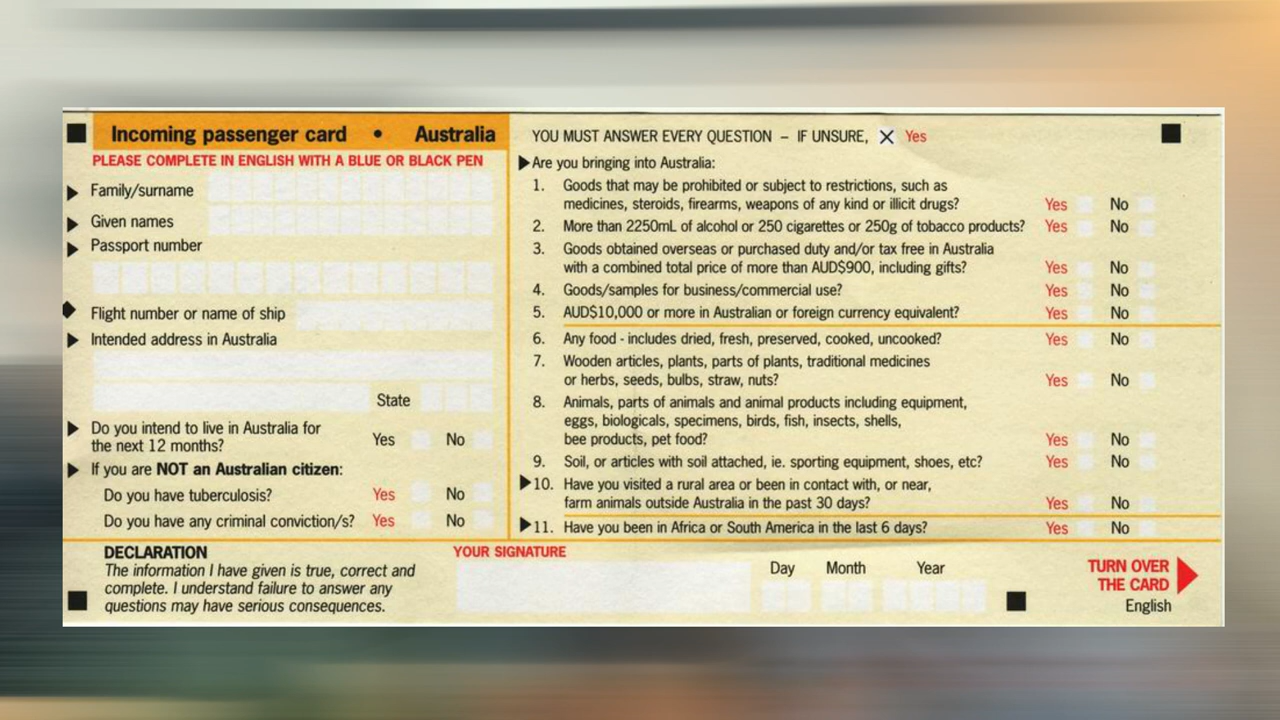 Incoming passenger card • Australia
PLEASE COMPLETE IN ENGLISH WITH A BLUE OR BLACK PEN
Family/surname
Given names
Passport number
Flight number or name of ship
Intended address in Australia
State
Do you intend to live in Australia for
the next 12 months? Yes No
If you are NOT an Australian citizen:
Do you have tuberculosis? Yes No
Do you have any criminal conviction/s? Yes No
YOU MUST ANSWER EVERY QUESTION – IF UNSURE, X Yes
Are you bringing into Australia:
1. Goods that may be prohibited or subject to restrictions, such as
medicines, steroids, firearms, weapons of any kind or illicit drugs? Yes No
2. More than 2250mL of alcohol or 250 cigarettes or 250g of tobacco products? Yes No
3. Goods obtained overseas or purchased duty and/or tax free in Australia
with a combined total price of more than AUD$900, including gifts? Yes No
4. Goods/samples for business/commercial use? Yes No
5. AUD$10,000 or more in Australian or foreign currency equivalent? Yes No
6. Any food - includes dried, fresh, preserved, cooked, uncooked? Yes No
7. Wooden articles, plants, parts of plants, traditional medicines
or herbs, seeds, bulbs, straw, nuts? Yes No
8. Animals, parts of animals and animal products including equipment,
eggs, biologicals, specimens, birds, fish, insects, shells,
bee products, pet food? Yes No
9. Soil, or articles with soil attached, ie. sporting equipment, shoes, etc? Yes No
10. Have you visited a rural area or been in contact with, or near,
farm animals outside Australia in the past 30 days? Yes No
11. Have you been in Africa or South America in the last 6 days? Yes No
DECLARATION
The information I have given is true, correct and
complete. I understand failure to answer any
questions may have serious consequences.
YOUR SIGNATURE
Day Month Year
TURN OVER
THE CARD
English